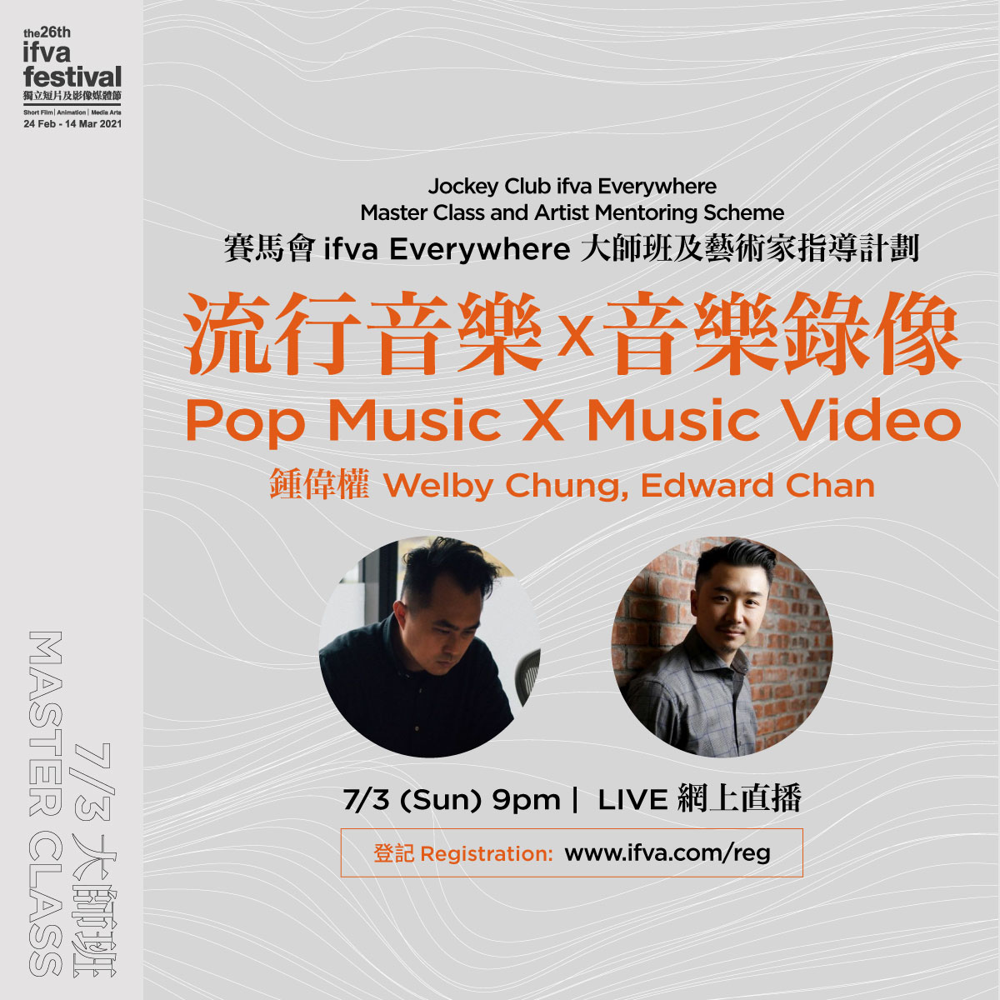 the26th
ifva
festival
獨立短片及影像媒體節
Short Film | Animation | Media Arts
24 Feb - 14 Mar 2021
Jockey Club ifva Everywhere
Master Class and Artist Mentoring Scheme
賽馬會 ifva Everywhere 大師班及藝術家指導計劃
流行音樂 x 音樂錄像
Pop Music X Music Video
鍾偉權 Welby Chung, Edward Chan
7/3 (Sun) 9pm | LIVE 網上直播
登記 Registration: www.ifva.com/reg
7/3 大師班
MASTER CLASS